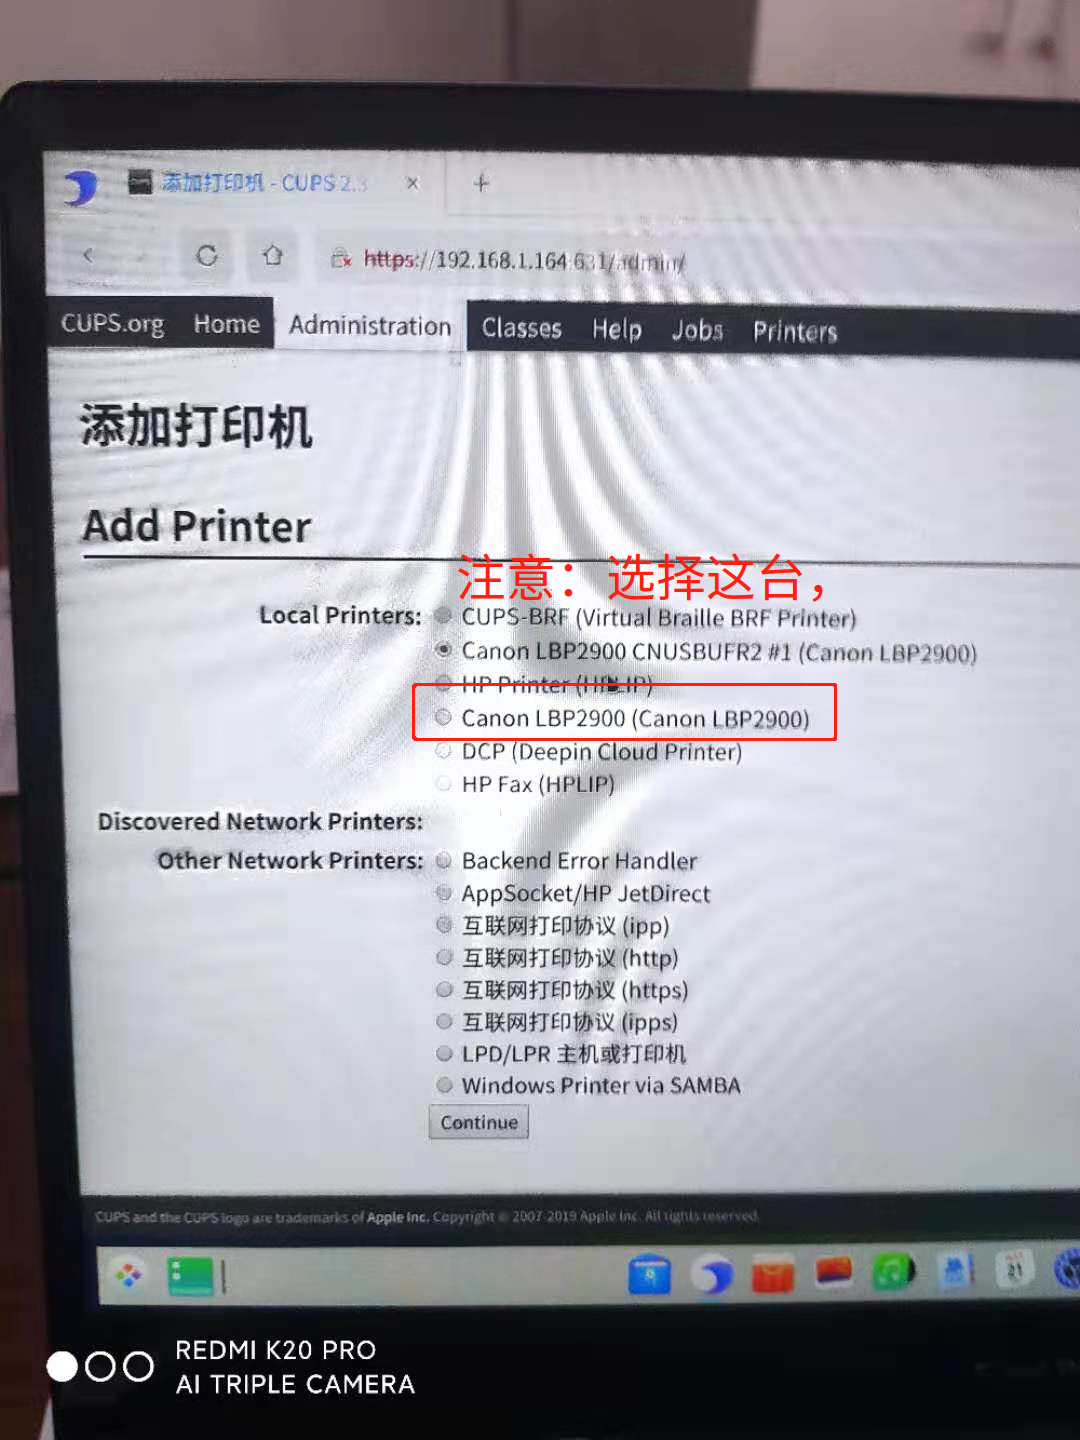 添加打印机 - CUPS 2.3
https://192.168.1.164:631/admin/
CUPS.org Home Administration Classes Help Jobs Printers
添加打印机
Add Printer
注意：选择这台，
Local Printers:
CUPS-BRF (Virtual Braille BRF Printer)
Canon LBP2900 CNUSBUFR2 #1 (Canon LBP2900)
HP Printer (HPLIP)
Canon LBP2900 (Canon LBP2900)
DCP (Deepin Cloud Printer)
HP Fax (HPLIP)
Discovered Network Printers:
Other Network Printers:
Backend Error Handler
AppSocket/HP JetDirect
互联网打印协议 (ipp)
互联网打印协议 (http)
互联网打印协议 (https)
互联网打印协议 (ipps)
LPD/LPR 主机或打印机
Windows Printer via SAMBA
Continue
CUPS and the CUPS logo are trademarks of Apple Inc. Copyright © 2007-2019 Apple Inc. All rights reserved.
21
REDMI K20 PRO
AI TRIPLE CAMERA